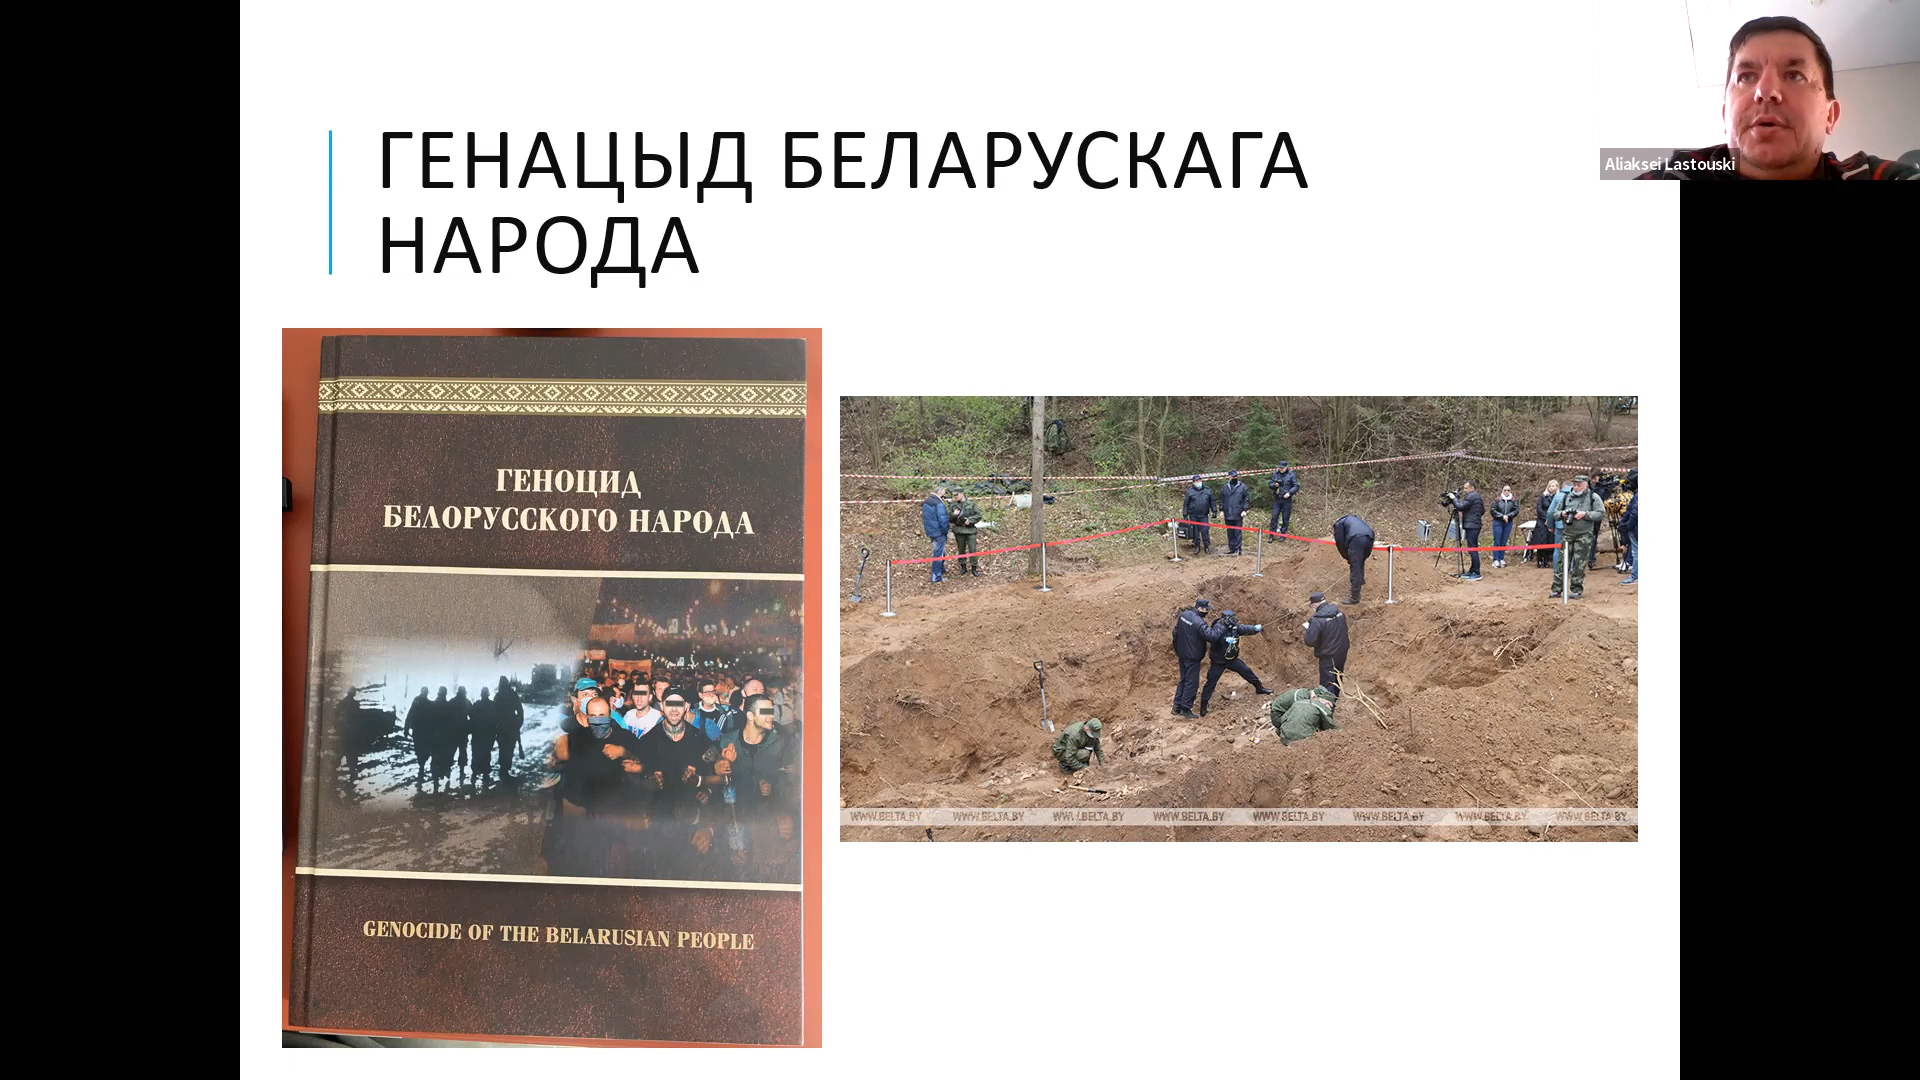 ГЕНАЦЫД БЕЛАРУСКАГА
НАРОДА
Aliaksei Lastouski
ГЕНОЦИД
БЕЛОРУССКОГО НАРОДА
GENOCIDE OF THE BELARUSIAN PEOPLE
WWW.BELTA.BY WWW.BELTA.BY WWW.BELTA.BY WWW.BELTA.BY WWW.BELTA.BY WWW.BELTA.BY WWW.BELTA.BY WWW.BELTA.BY